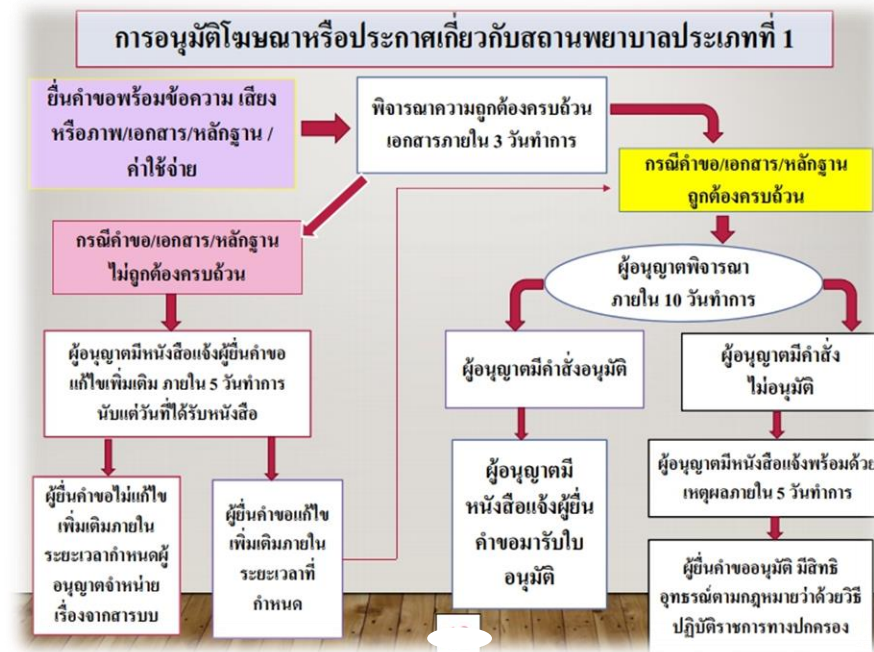 การอนุมัติโฆษณาหรือประกาศเกี่ยวกับสถานพยาบาลประเภทที่ 1
ยื่นคำขอพร้อมข้อความ เสียง
หรือภาพ/เอกสาร/หลักฐาน /
ค่าใช้จ่าย
พิจารณาความถูกต้องครบถ้วน
เอกสารภายใน 3 วันทำการ
กรณีคำขอ/เอกสาร/หลักฐาน
ถูกต้องครบถ้วน
กรณีคำขอ/เอกสาร/หลักฐาน
ไม่ถูกต้องครบถ้วน
ผู้อนุญาตพิจารณา
ภายใน 10 วันทำการ
ผู้อนุญาตมีหนังสือแจ้งผู้ยื่นคำขอ
แก้ไขเพิ่มเติม ภายใน 5 วันทำการ
นับแต่วันที่ได้รับหนังสือ
ผู้อนุญาตมีคำสั่งอนุมัติ
ผู้อนุญาตมีคำสั่ง
ไม่อนุมัติ
ผู้ยื่นคำขอไม่แก้ไข
เพิ่มเติมภายใน
ระยะเวลากำหนดผู้
อนุญาตจำหน่าย
เรื่องจากสารบบ
ผู้ยื่นคำขอแก้ไข
เพิ่มเติมภายใน
ระยะเวลาที่
กำหนด
ผู้อนุญาตมี
หนังสือแจ้งผู้ยื่น
คำขอมารับใบ
อนุมัติ
ผู้อนุญาตมีหนังสือแจ้งพร้อมด้วย
เหตุผลภายใน 5 วันทำการ
ผู้ยื่นคำขออนุมัติ มีสิทธิ
อุทธรณ์ตามกฎหมายว่าด้วยวิธี
ปฏิบัติราชการทางปกครอง